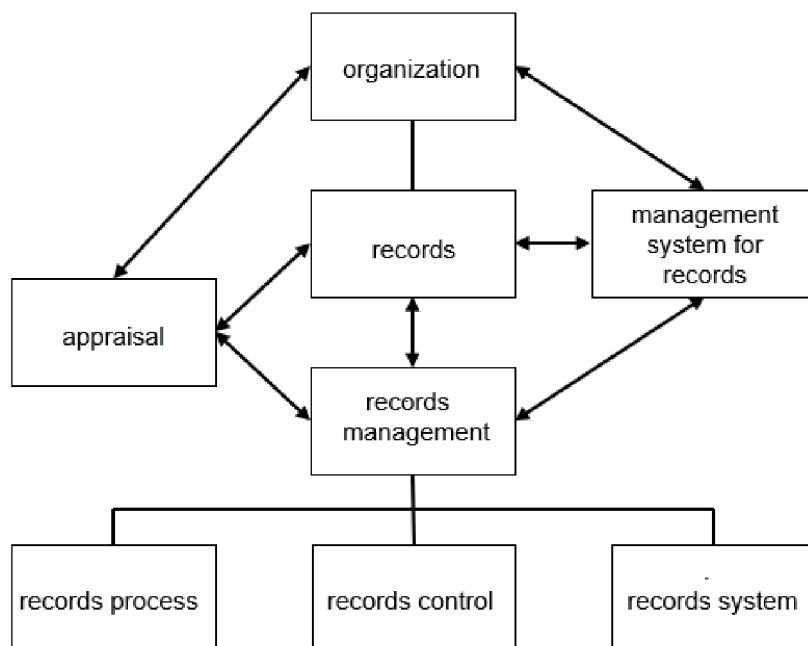 organization
records
management
system for
records
appraisal
records
management
records process
records control
records system